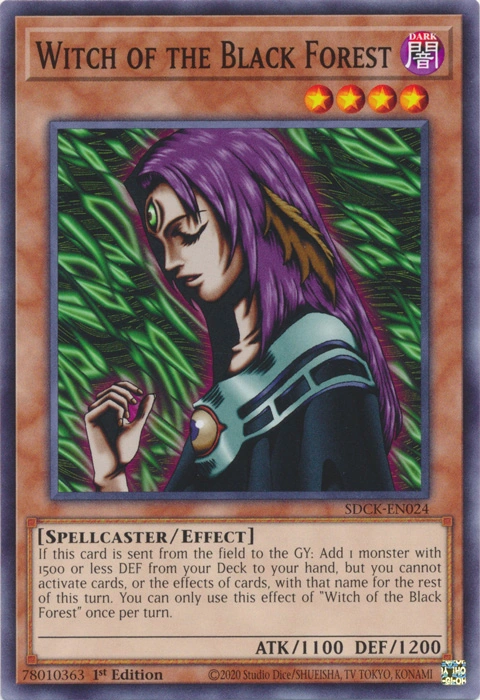 WITCH OF THE BLACK FOREST
DARK
闇
SDCK-EN024
[SPELLCASTER/EFFECT]
If this card is sent from the field to the GY: Add 1 monster with
1500 or less DEF from your Deck to your hand, but you cannot
activate cards, or the effects of cards, with that name for the rest
of this turn. You can only use this effect of "Witch of the Black
Forest" once per turn.
ATK/1100 DEF/1200
78010363 1st Edition ©2020 Studio Dice/SHUEISHA, TV TOKYO, KONAMI